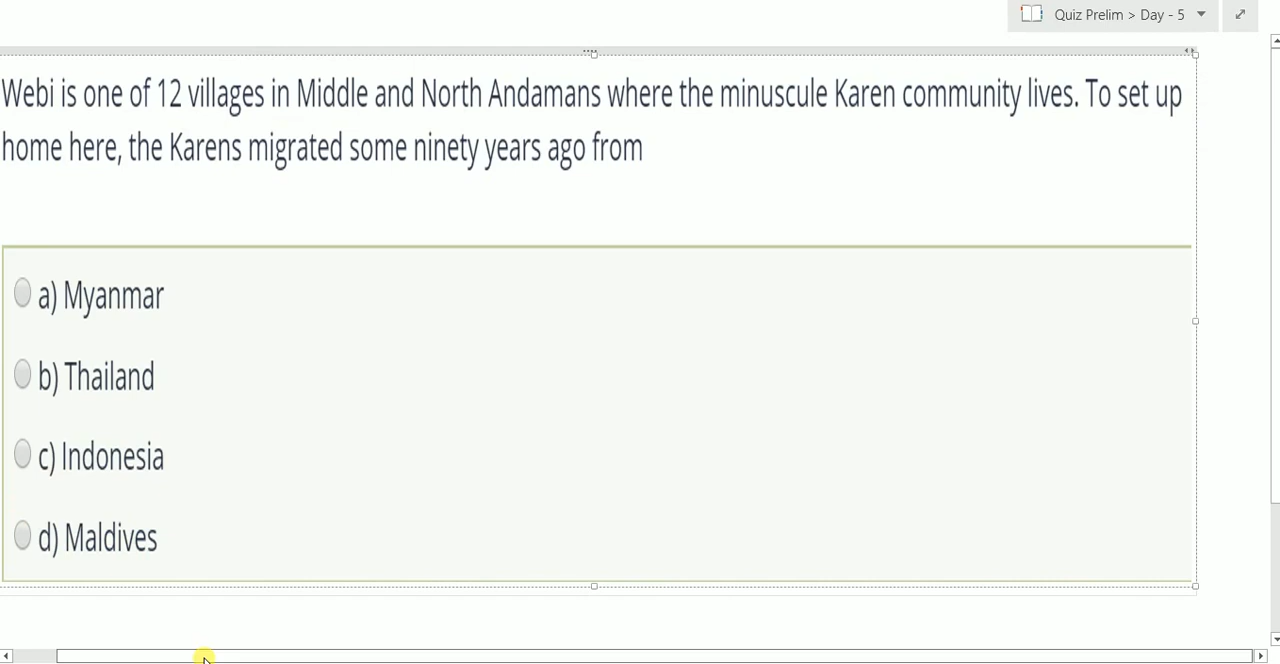 Quiz Prelim > Day - 5
Webi is one of 12 villages in Middle and North Andamans where the minuscule Karen community lives. To set up
home here, the Karens migrated some ninety years ago from
a) Myanmar
b) Thailand
c) Indonesia
d) Maldives